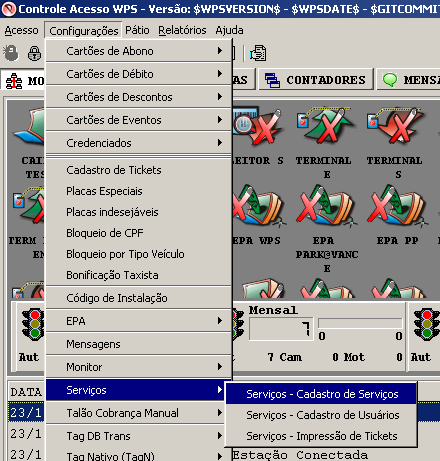 Controle Acesso WPS - Versão: $WPSVERSION$ - $WPSDATE$ - $GITCOMMIT
Acesso Configurações Pátio Relatórios Ajuda
Cartões de Abono
Cartões de Débito
Cartões de Descontos
Cartões de Eventos
Credenciados
Cadastro de Tickets
Placas Especiais
Placas indesejáveis
Bloqueio de CPF
Bloqueio por Tipo Veículo
Bonificação Taxista
Código de Instalação
EPA
Mensagens
Monitor
Serviços
Talão Cobrança Manual
Tag DB Trans
Tag Nativo (TagN)
Serviços - Cadastro de Serviços
Serviços - Cadastro de Usuários
Serviços - Impressão de Tickets
MO
AS
CONTADORES
MENSA
CAI
TES
LEITOR S
TERMINAL
E
TERMINAL
S
TERM
EN
EPA WPS
EPA
PARK@VANC
E
EPA PP
Mensal
7
0
0
Aut
7 Cam
0 Mot
0
Aut
DATA
23/1
23/1
23/1
23/1
Estação Conectada